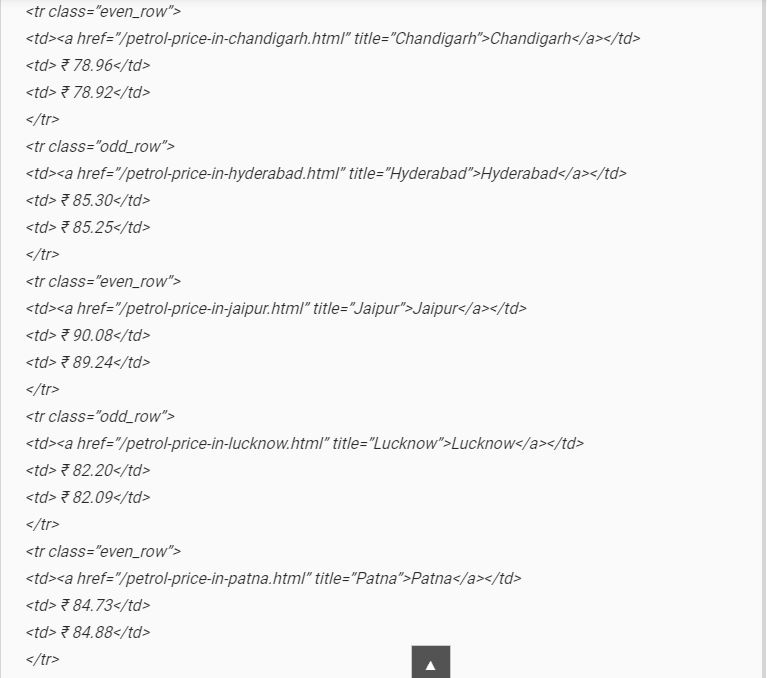 <tr class="even_row">
<td><a href="/petrol-price-in-chandigarh.html" title="Chandigarh">Chandigarh</a></td>
<td> ₹ 78.96</td>
<td> ₹ 78.92</td>
</tr>
<tr class="odd_row">
<td><a href="/petrol-price-in-hyderabad.html" title="Hyderabad">Hyderabad</a></td>
<td> ₹ 85.30</td>
<td> ₹ 85.25</td>
</tr>
<tr class="even_row">
<td><a href="/petrol-price-in-jaipur.html" title="Jaipur">Jaipur</a></td>
<td> ₹ 90.08</td>
<td> ₹ 89.24</td>
</tr>
<tr class="odd_row">
<td><a href="/petrol-price-in-lucknow.html" title="Lucknow">Lucknow</a></td>
<td> ₹ 82.20</td>
<td> ₹ 82.09</td>
</tr>
<tr class="even_row">
<td><a href="/petrol-price-in-patna.html" title="Patna">Patna</a></td>
<td> ₹ 84.73</td>
<td> ₹ 84.88</td>
</tr>